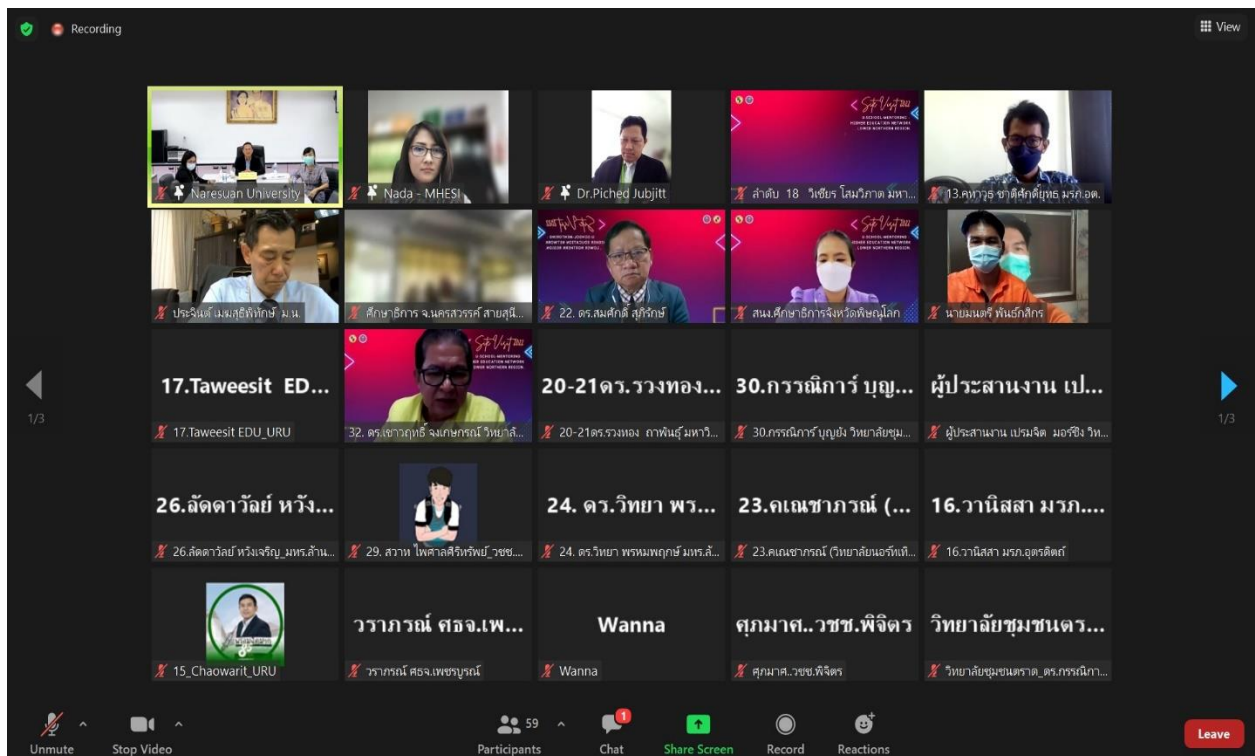 Recording
View
Naresuan University
Nada - MHESI
Dr.Piched Jubjitt
ลำดับ 18 วิเชียร โสมวิภาต มหา...
Site Visit 2022
U-SCHOOL MENTORING
HIGHER EDUCATION NETWORK
LOWER NORTHERN REGION
13.คทาวุธ ชาติศักดิ์ยุทธ มรภ.อต.
ประจินต์ เมฆสุธีพิทักษ์ ม.น.
ศึกษาธิการ จ.นครสวรรค์ สายสุนี...
22. ดร.สมศักดิ์ สุภิรักษ์
สนง.ศึกษาธิการจังหวัดพิษณุโลก
นายมนตรี พันธ์กสิกร
17.Taweesit ED...
20-21ดร.รวงทอง...
30.กรรณิการ์ บุญ...
ผู้ประสานงาน เป...
1/3
17.Taweesit EDU_URU
32. ดร.เชาวฤทธิ์ จงเกษกรณ์ วิทยาลั...
20-21ดร.รวงทอง ถาพันธุ์ มหาวิ...
30.กรรณิการ์ บุญยัง วิทยาลัยชุม...
ผู้ประสานงาน เปรมจิต มอร์ซิง วิท...
1/3
26.ลัดดาวัลย์ หวัง...
24. ดร.วิทยา พร...
23.คเณชาภรณ์ (...
16.วานิสสา มรภ....
26.ลัดดาวัลย์ หวังเจริญ_มทร.ล้าน...
29. สวาท ไพศาลศิริทรัพย์_วชช....
24. ดร.วิทยา พรหมพฤกษ์ มทร.ล้...
23.คเณชาภรณ์ (วิทยาลัยนอร์ทเทิ...
16.วานิสสา มรภ.อุตรดิตถ์
วราภรณ์ ศธจ.เพ...
Wanna
ศุภมาศ..วชช.พิจิตร
วิทยาลัยชุมชนตร...
15_Chaowarit_URU
วราภรณ์ ศธจ.เพชรบูรณ์
Wanna
ศุภมาศ..วชช.พิจิตร
วิทยาลัยชุมชนตราด_ดร.กรรณิกา...
Unmute
Stop Video
59
Participants
1
Chat
Share Screen
Record
Reactions
Leave